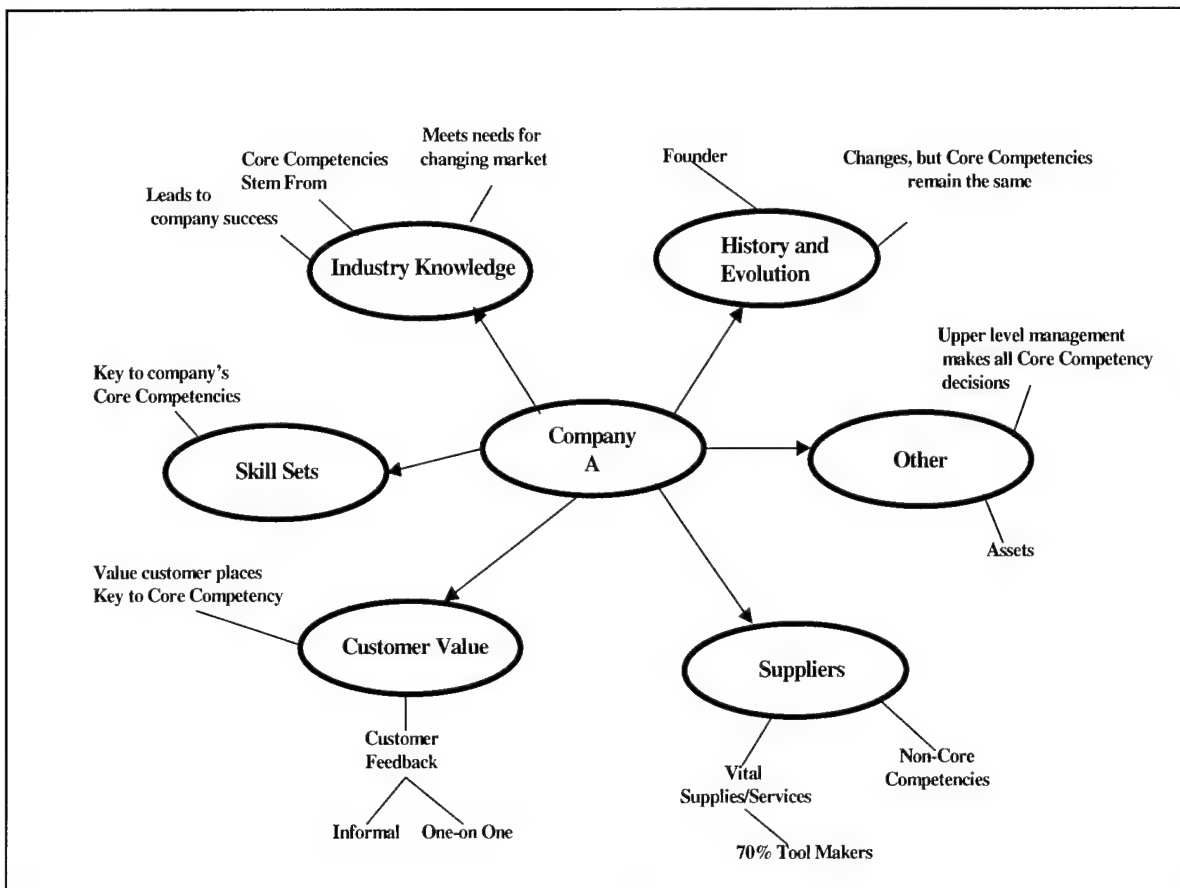 Meets needs for
changing market
Core Competencies
Stem From
Leads to
company success
Industry Knowledge
Founder
Changes, but Core Competencies
remain the same
History and
Evolution
Upper level management
makes all Core Competency
decisions
Other
Assets
Key to company's
Core Competencies
Skill Sets
Company
A
Value customer places
Key to Core Competency
Customer Value
Customer
Feedback
Informal
One-on One
Suppliers
Vital
Supplies/Services
Non-Core
Competencies
70% Tool Makers